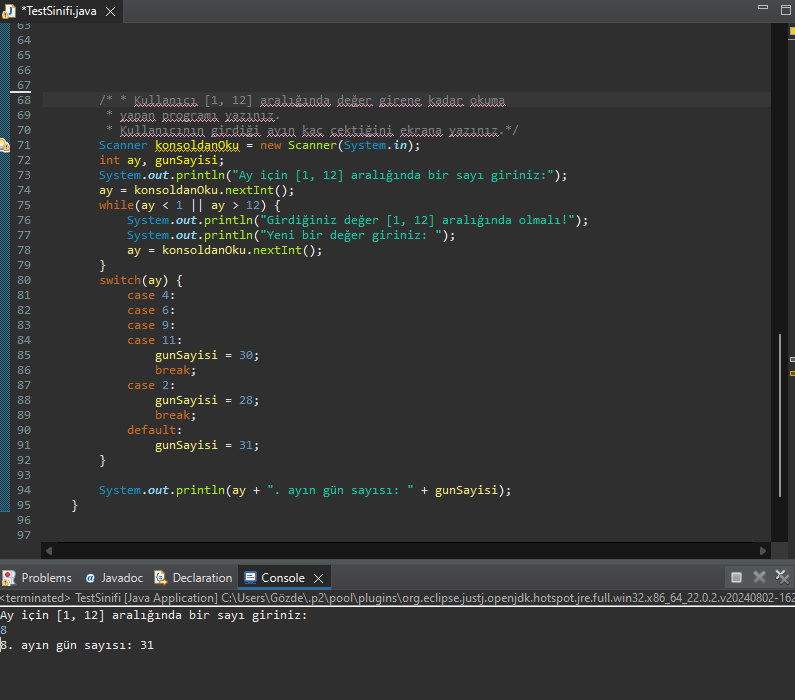 *TestSinifi.java
63
64
65
66
67
68 /* * Kullanıcı [1, 12] aralığında değer girene kadar okuma
69 * yapan programı yazınız.
70 * Kullanıcının girdiği ayın kaç çektiğini ekrana yazınız.*/
71 Scanner konsoldanOku = new Scanner(System.in);
72 int ay, gunSayisi;
73 System.out.println("Ay için [1, 12] aralığında bir sayı giriniz:");
74 ay = konsoldanOku.nextInt();
75 while(ay < 1 || ay > 12) {
76 System.out.println("Girdiğiniz değer [1, 12] aralığında olmalı!");
77 System.out.println("Yeni bir değer giriniz: ");
78 ay = konsoldanOku.nextInt();
79 }
80 switch(ay) {
81 case 4:
82 case 6:
83 case 9:
84 case 11:
85 gunSayisi = 30;
86 break;
87 case 2:
88 gunSayisi = 28;
89 break;
90 default:
91 gunSayisi = 31;
92 }
93
94 System.out.println(ay + ". ayın gün sayısı: " + gunSayisi);
95 }
96
97
Problems @ Javadoc Declaration Console
<terminated> TestSinifi [Java Application] C:\Users\Gözde\.p2\pool\plugins\org.eclipse.justj.openjdk.hotspot.jre.full.win32.x86_64_22.0.2.v20240802-162
Ay için [1, 12] aralığında bir sayı giriniz:
8
8. ayın gün sayısı: 31